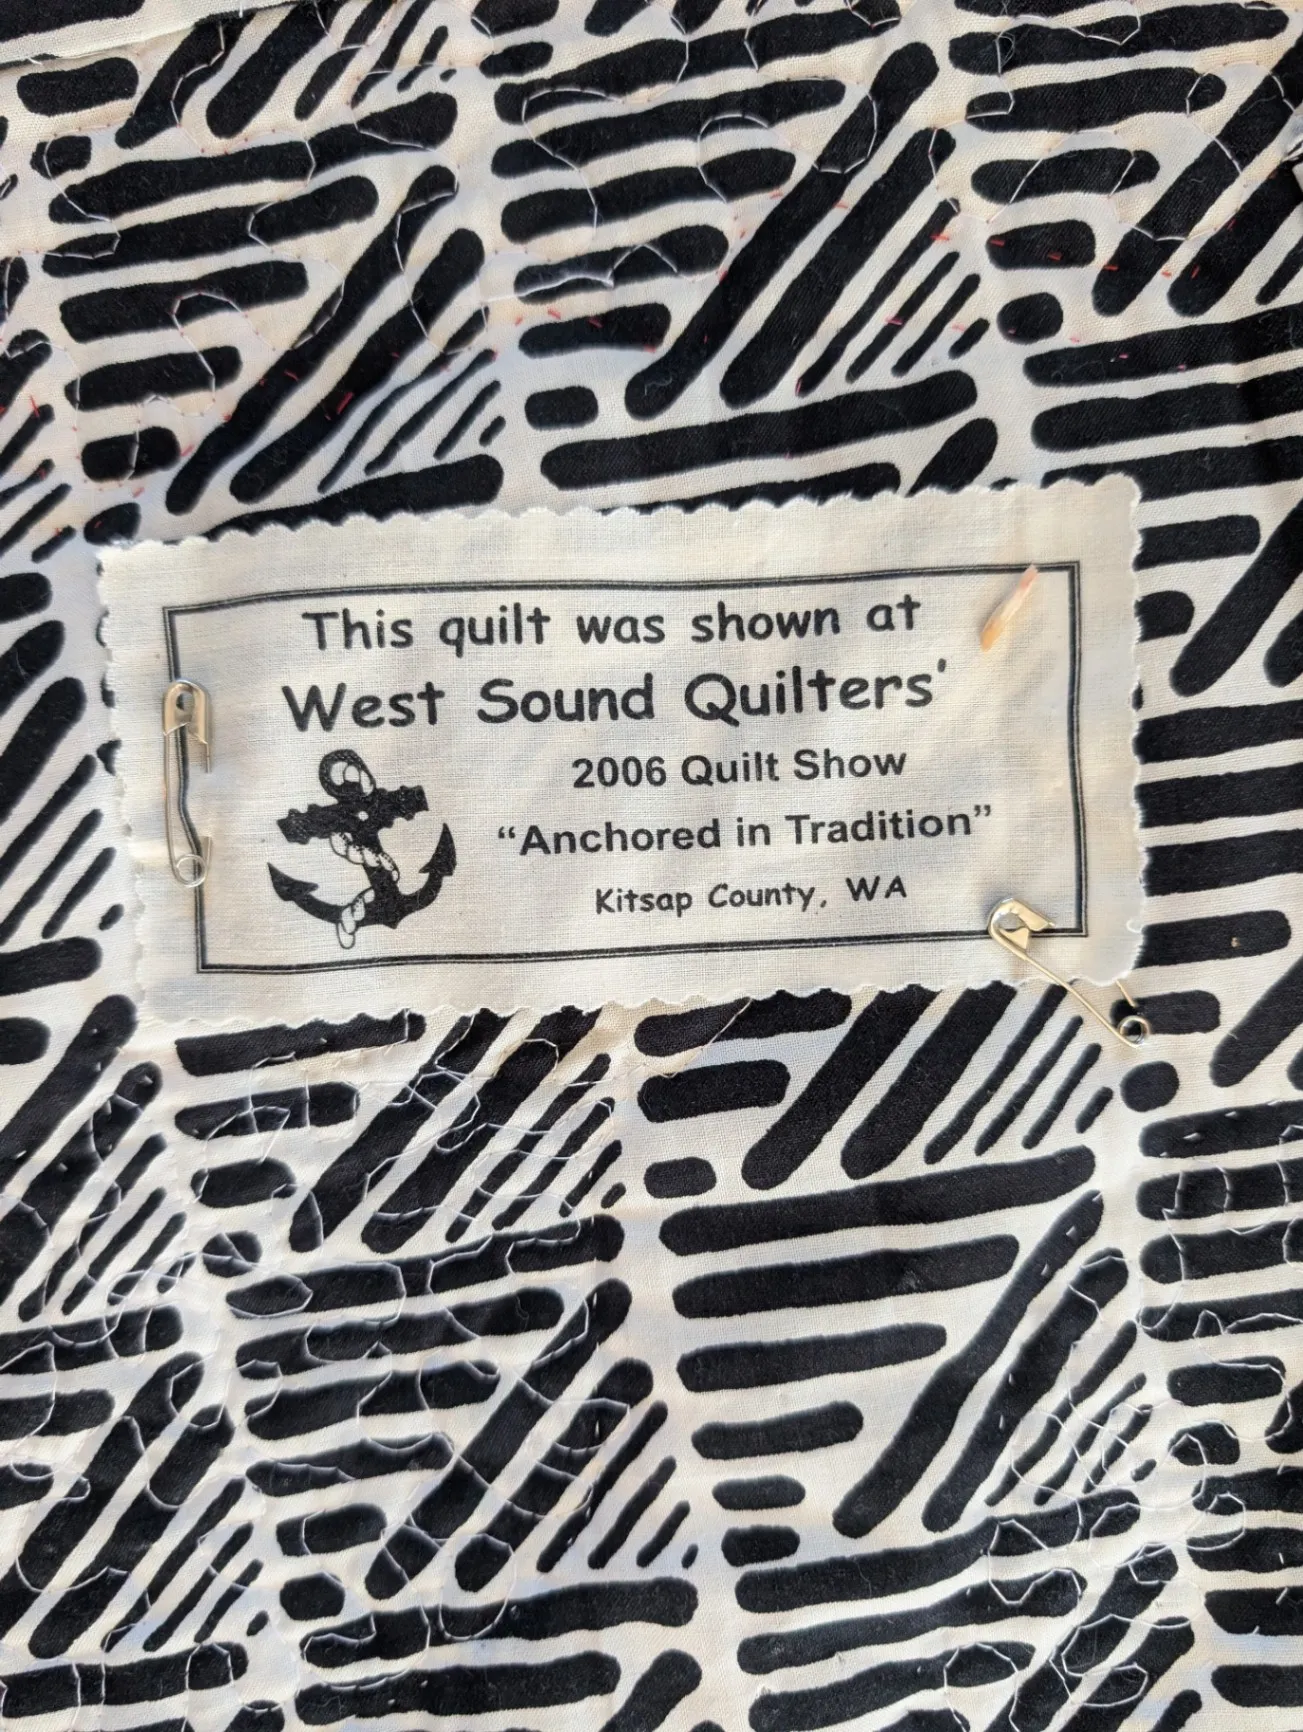 This quilt was shown at
West Sound Quilters'
2006 Quilt Show
“Anchored in Tradition”
Kitsap County, WA